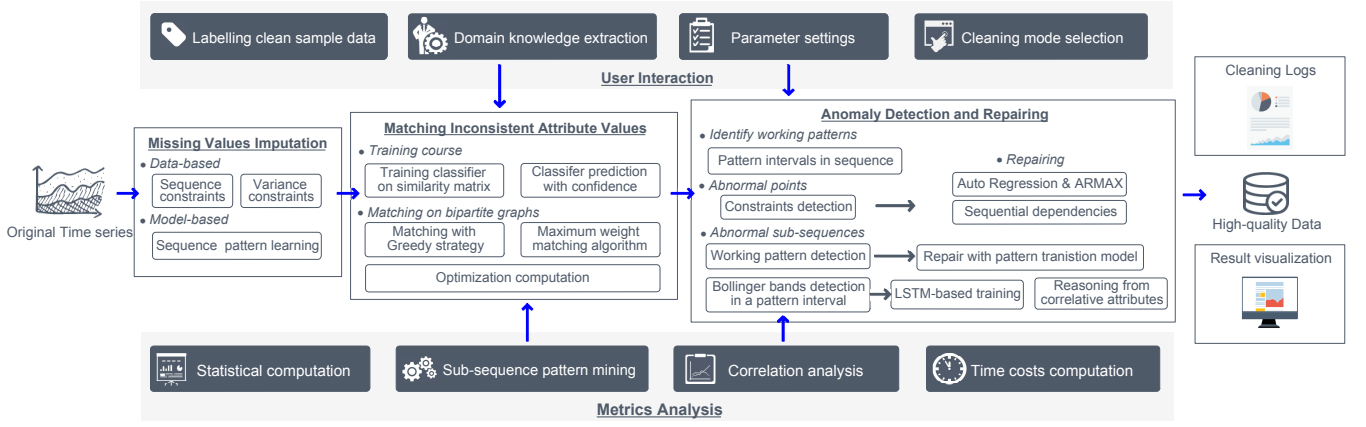 Labelling clean sample data
Domain knowledge extraction
Parameter settings
Cleaning mode selection
User Interaction
Original Time series
Missing Values Imputation
• Data-based
Sequence
constraints
Variance
constraints
• Model-based
Sequence pattern learning
Matching Inconsistent Attribute Values
• Training course
Training classifier
on similarity matrix
Classifer prediction
with confidence
• Matching on bipartite graphs
Matching with
Greedy strategy
Maximum weight
matching algorithm
Optimization computation
Anomaly Detection and Repairing
• Identify working patterns
Pattern intervals in sequence
• Abnormal points
Constraints detection
• Repairing
Auto Regression & ARMAX
Sequential dependencies
• Abnormal sub-sequences
Working pattern detection
Repair with pattern tranistion model
Bollinger bands detection
in a pattern interval
LSTM-based training
Reasoning from
correlative attributes
Cleaning Logs
High-quality Data
Result visualization
Statistical computation
Sub-sequence pattern mining
Correlation analysis
Time costs computation
Metrics Analysis